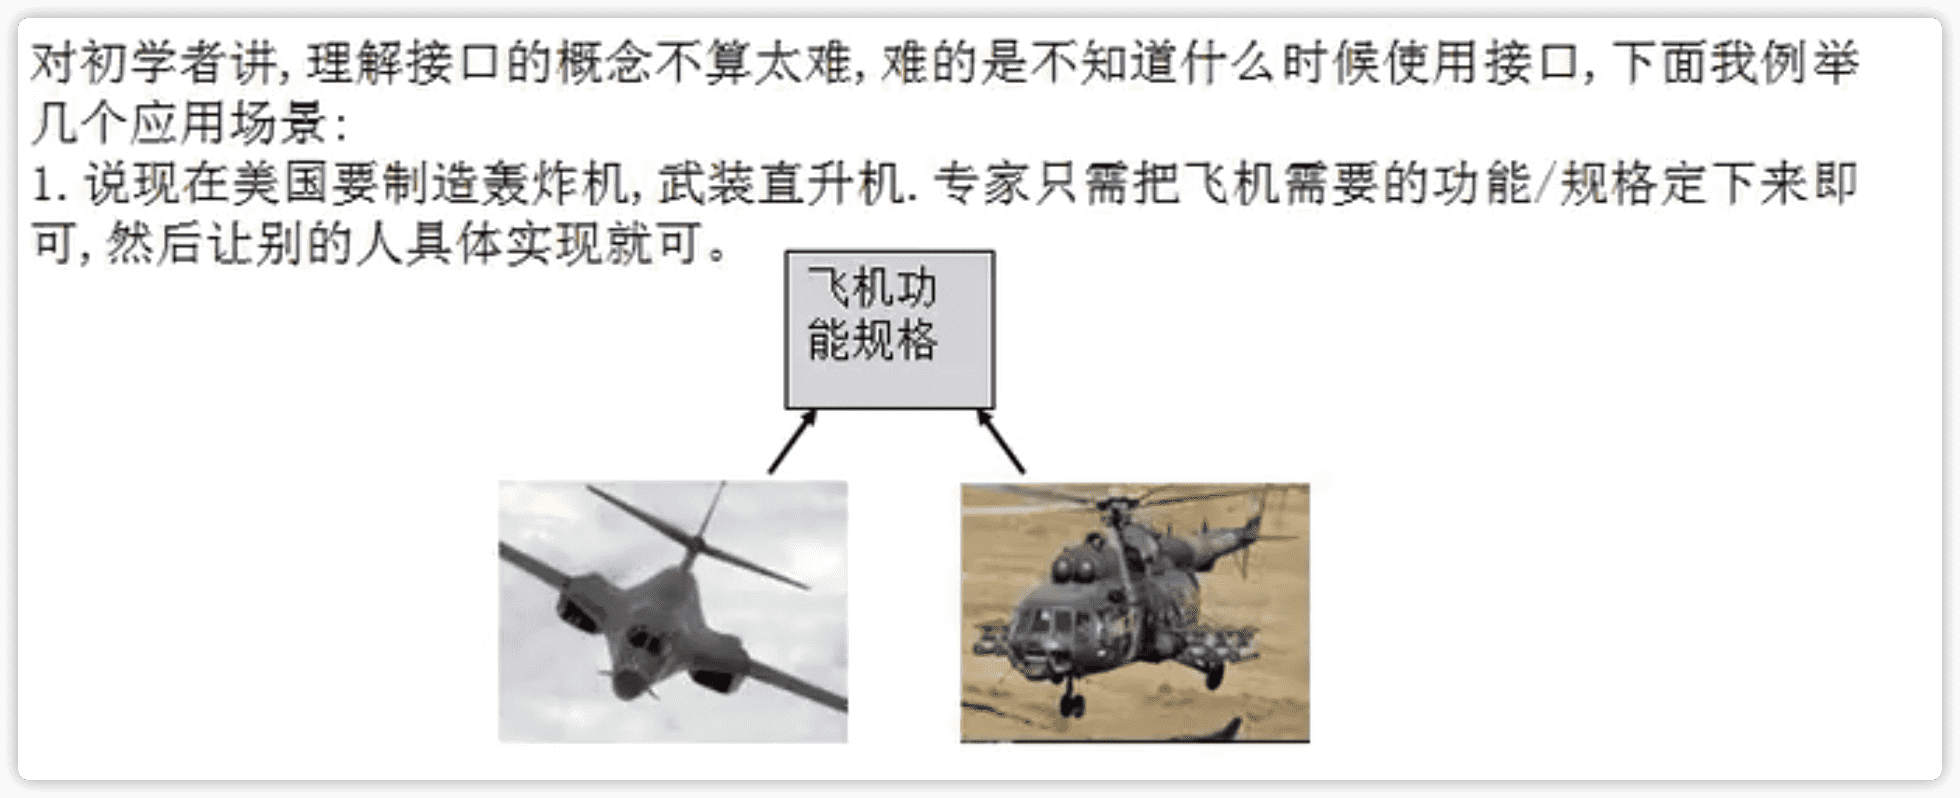 对初学者讲,理解接口的概念不算太难,难的是不知道什么时候使用接口,下面我例举
几个应用场景:
1. 说现在美国要制造轰炸机,武装直升机. 专家只需把飞机需要的功能/规格定下来即
可,然后让别的人具体实现就可。
飞机功
能规格